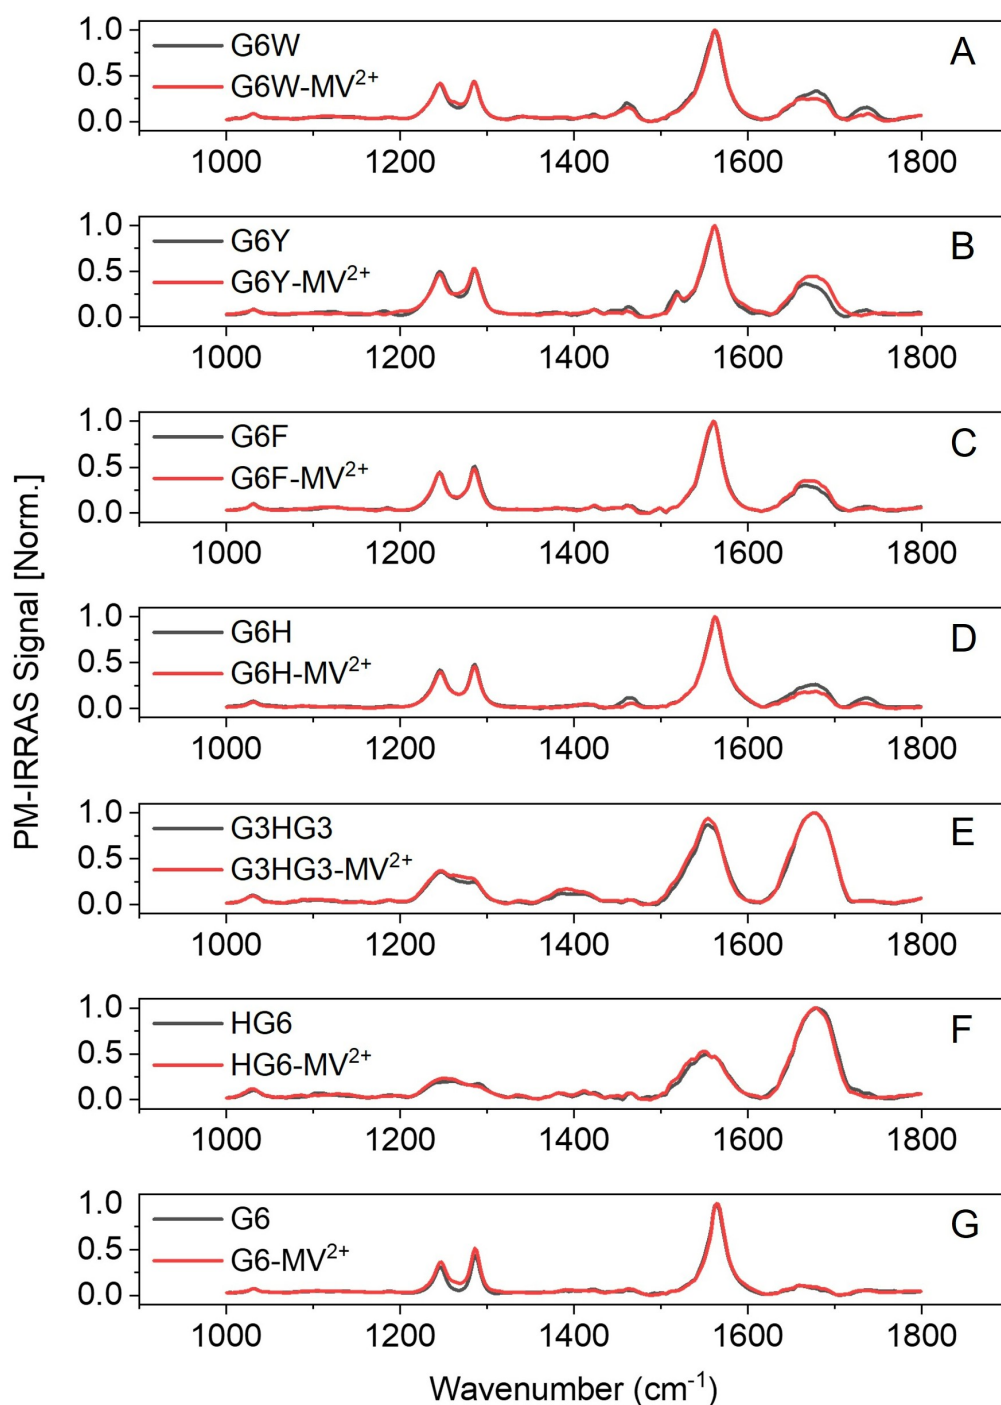 PM-IRRAS Signal [Norm.]
1.0
0.5
0.0
G6W
G6W-MV²⁺
A
1000 1200 1400 1600 1800
1.0
0.5
0.0
G6Y
G6Y-MV²⁺
B
1000 1200 1400 1600 1800
1.0
0.5
0.0
G6F
G6F-MV²⁺
C
1000 1200 1400 1600 1800
1.0
0.5
0.0
G6H
G6H-MV²⁺
D
1000 1200 1400 1600 1800
1.0
0.5
0.0
G3HG3
G3HG3-MV²⁺
E
1000 1200 1400 1600 1800
1.0
0.5
0.0
HG6
HG6-MV²⁺
F
1000 1200 1400 1600 1800
1.0
0.5
0.0
G6
G6-MV²⁺
G
1000 1200 1400 1600 1800
Wavenumber (cm⁻¹)